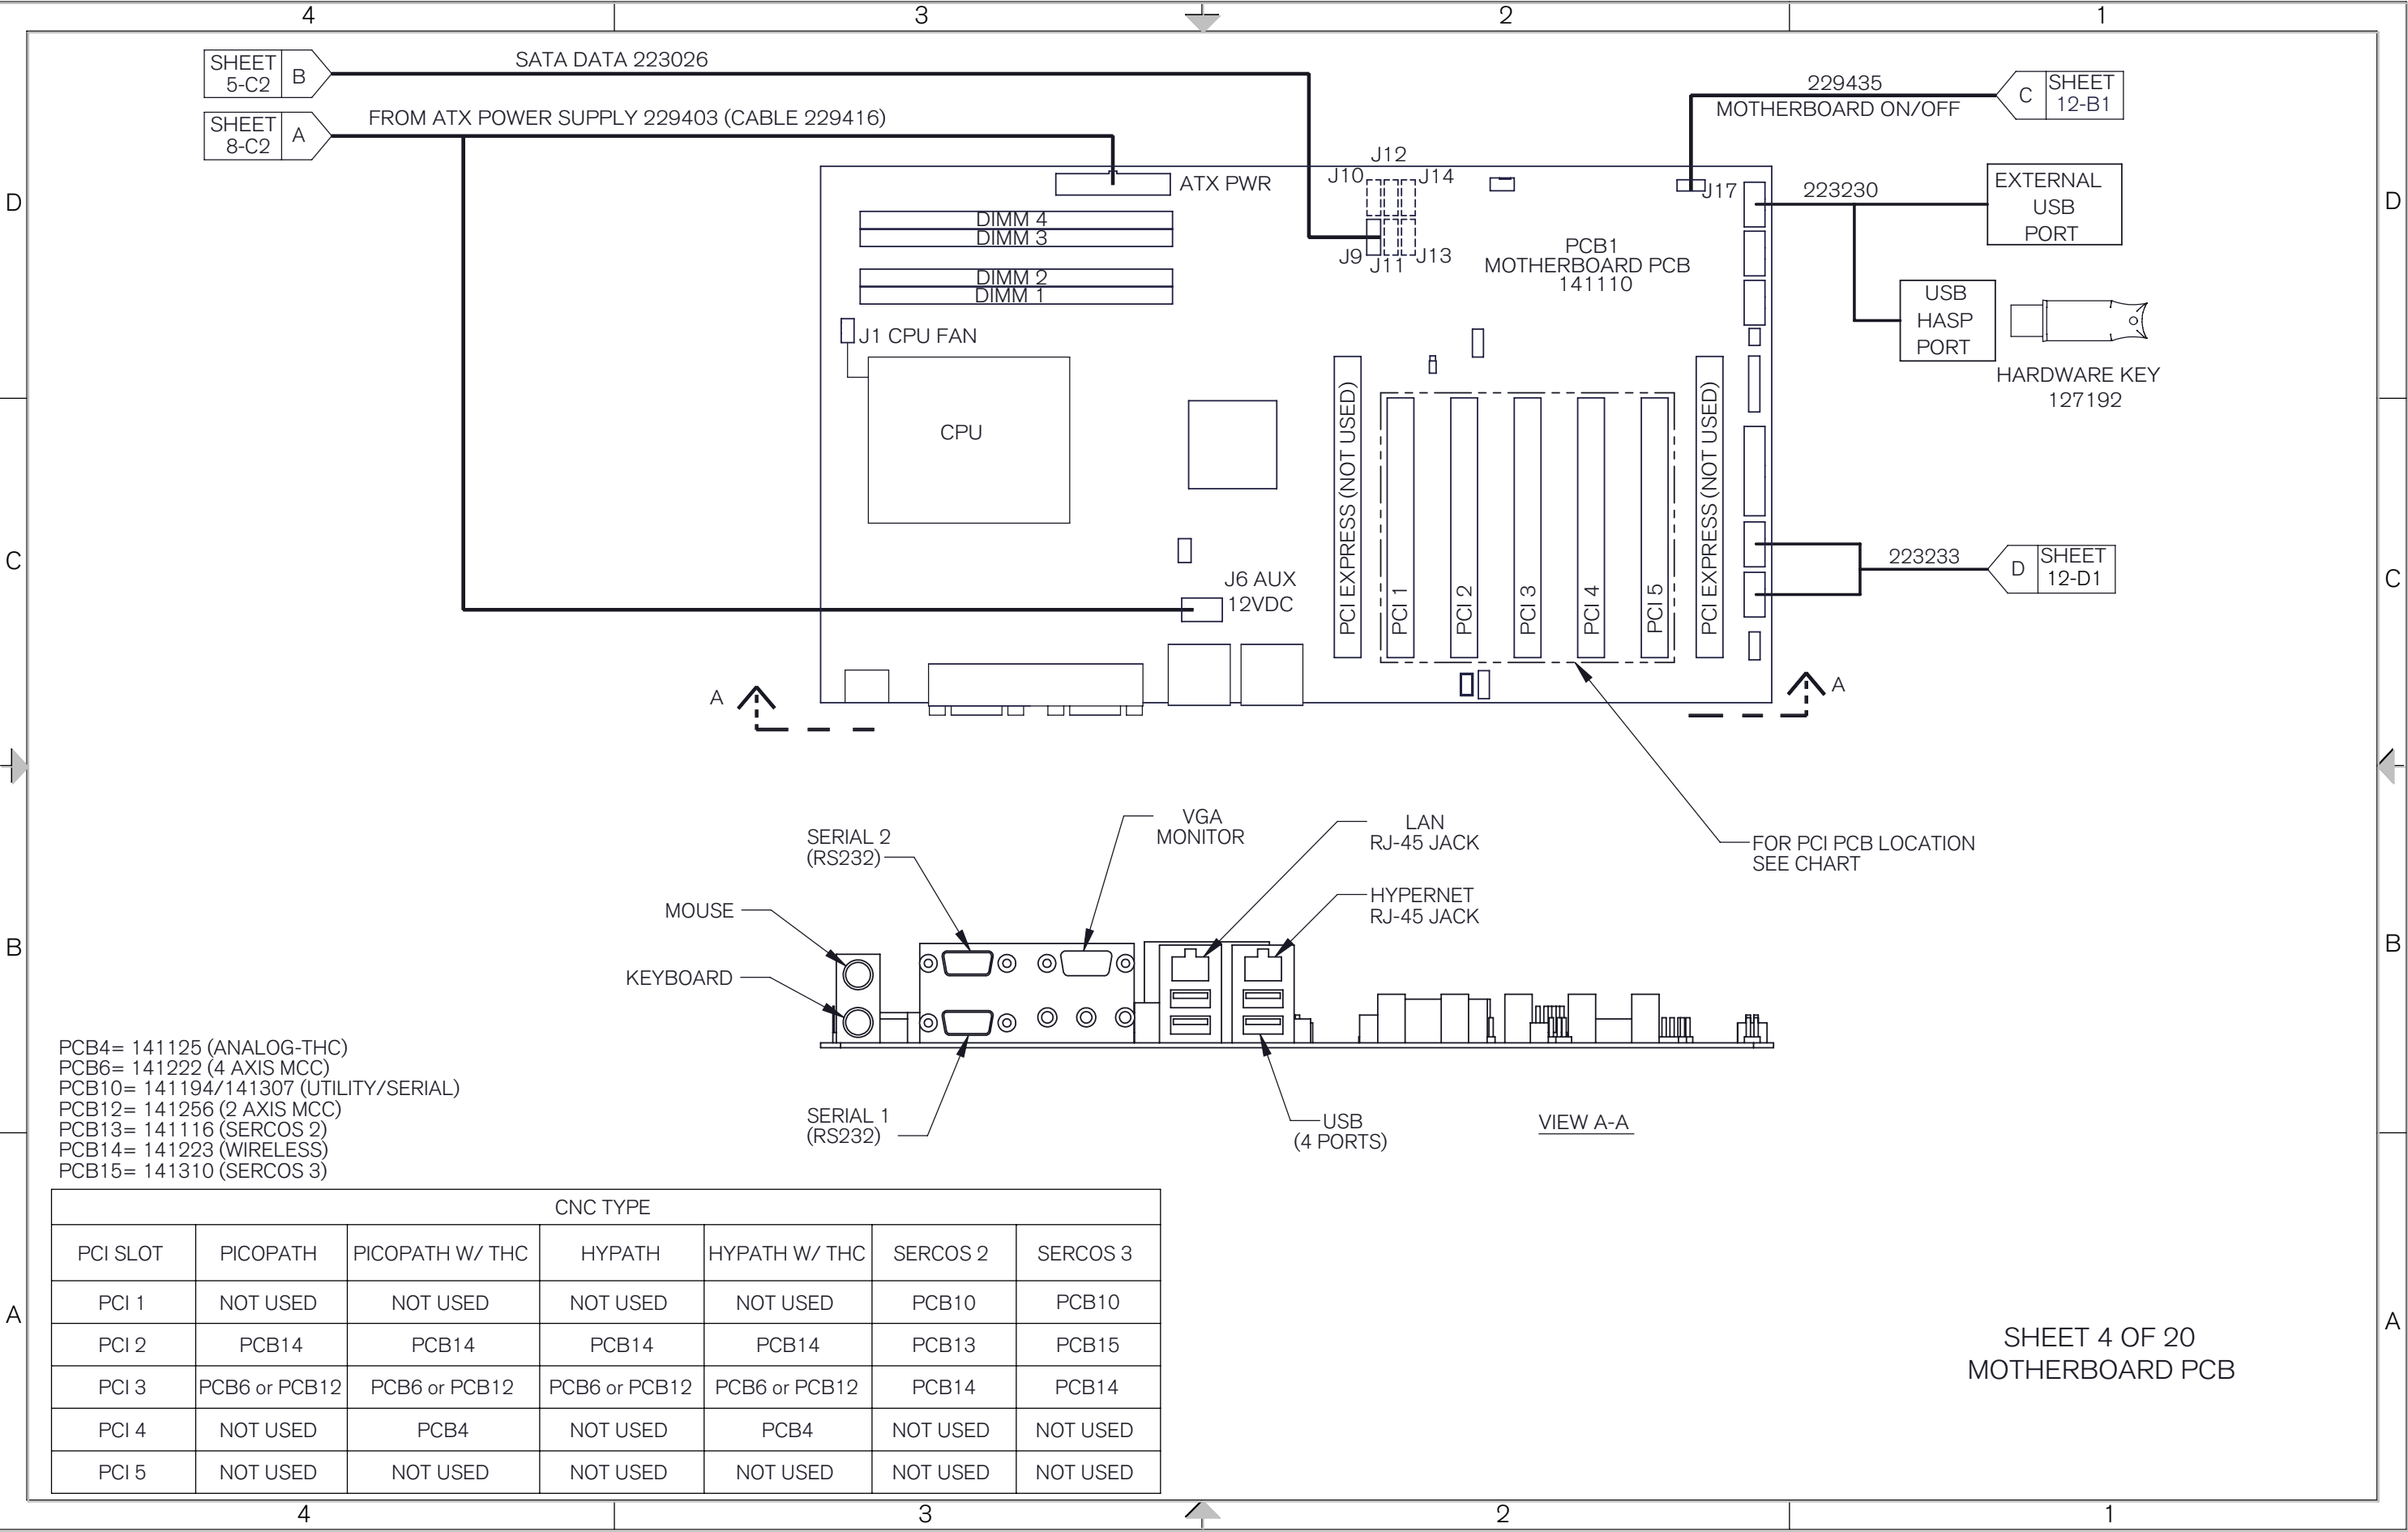 4 3 2 1
SHEET
5-C2
B
SATA DATA 223026
SHEET
8-C2
A
FROM ATX POWER SUPPLY 229403 (CABLE 229416)
229435
MOTHERBOARD ON/OFF
C
SHEET
12-B1
D
D
ATX PWR
J12
J10
J14
J9
J11
J13
J17
223230
EXTERNAL
USB
PORT
DIMM 4
DIMM 3
DIMM 2
DIMM 1
PCB1
MOTHERBOARD PCB
141110
USB
HASP
PORT
HARDWARE KEY
127192
J1 CPU FAN
CPU
PCI EXPRESS (NOT USED)
PCI 1
PCI 2
PCI 3
PCI 4
PCI 5
PCI EXPRESS (NOT USED)
C
C
223233
D
SHEET
12-D1
J6 AUX
12VDC
A
A
FOR PCI PCB LOCATION
SEE CHART
SERIAL 2
(RS232)
VGA
MONITOR
LAN
RJ-45 JACK
HYPERNET
RJ-45 JACK
MOUSE
KEYBOARD
B
B
SERIAL 1
(RS232)
USB
(4 PORTS)
VIEW A-A
PCB4= 141125 (ANALOG-THC)
PCB6= 141222 (4 AXIS MCC)
PCB10= 141194/141307 (UTILITY/SERIAL)
PCB12= 141256 (2 AXIS MCC)
PCB13= 141116 (SERCOS 2)
PCB14= 141223 (WIRELESS)
PCB15= 141310 (SERCOS 3)
CNC TYPE
PCI SLOT PICOPATH PICOPATH W/ THC HYPATH HYPATH W/ THC SERCOS 2 SERCOS 3
PCI 1 NOT USED NOT USED NOT USED NOT USED PCB10 PCB10
PCI 2 PCB14 PCB14 PCB14 PCB14 PCB13 PCB15
PCI 3 PCB6 or PCB12 PCB6 or PCB12 PCB6 or PCB12 PCB6 or PCB12 PCB14 PCB14
PCI 4 NOT USED PCB4 NOT USED PCB4 NOT USED NOT USED
PCI 5 NOT USED NOT USED NOT USED NOT USED NOT USED NOT USED
A
A
SHEET 4 OF 20
MOTHERBOARD PCB
4 3 2 1